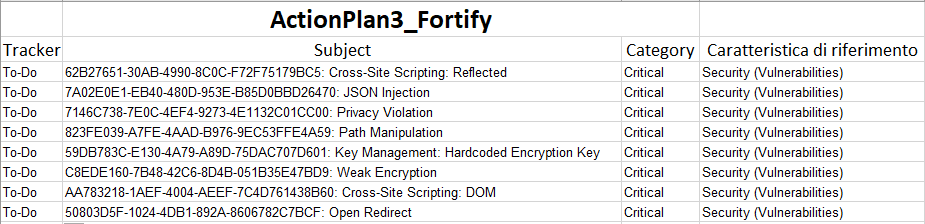 ActionPlan3_Fortify
Tracker Subject Category Caratteristica di riferimento
To-Do 62B27651-30AB-4990-8C0C-F72F75179BC5: Cross-Site Scripting: Reflected Critical Security (Vulnerabilities)
To-Do 7A02E0E1-EB40-480D-953E-B85D0BBD26470: JSON Injection Critical Security (Vulnerabilities)
To-Do 7146C738-7E0C-4EF4-9273-4E1132C01CC00: Privacy Violation Critical Security (Vulnerabilities)
To-Do 823FE039-A7FE-4AAD-B976-9EC53FFE4A59: Path Manipulation Critical Security (Vulnerabilities)
To-Do 59DB783C-E130-4A79-A89D-75DAC707D601: Key Management: Hardcoded Encryption Key Critical Security (Vulnerabilities)
To-Do C8EDE160-7B48-42C6-8D4B-051B35E47BD9: Weak Encryption Critical Security (Vulnerabilities)
To-Do AA783218-1AEF-4004-AEEF-7C4D761438B60: Cross-Site Scripting: DOM Critical Security (Vulnerabilities)
To-Do 50803D5F-1024-4DB1-892A-8606782C7BCF: Open Redirect Critical Security (Vulnerabilities)